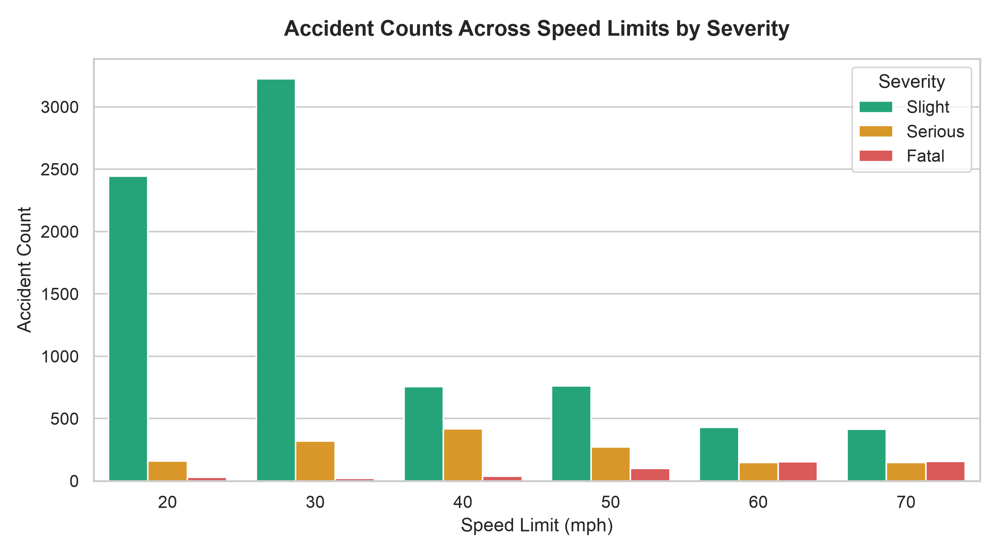 Accident Counts Across Speed Limits by Severity
Severity
Slight
Serious
Fatal
Accident Count
3000
2500
2000
1500
1000
500
0
20 30 40 50 60 70
Speed Limit (mph)